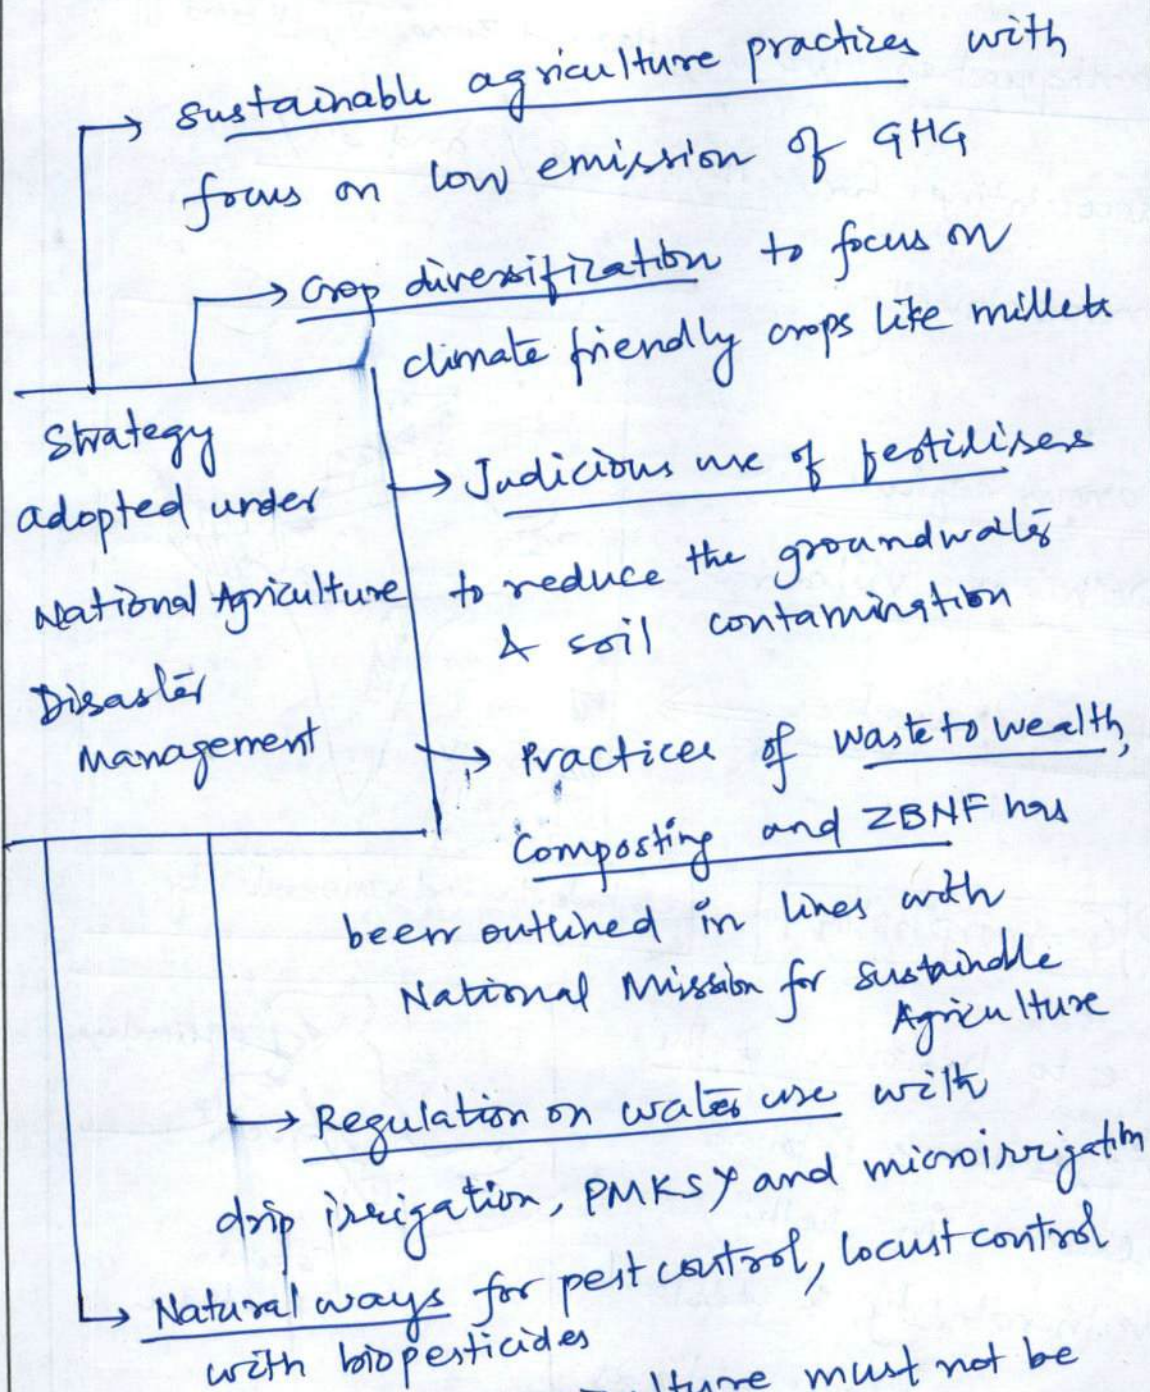 sustainable agriculture practices with
focus on low emission of GHG
Crop diversification to focus on
climate friendly crops like millets
Strategy
adopted under
National Agriculture
Disaster
Management
Judicious use of fertilisers
to reduce the groundwater
& soil contamination
Practices of waste to wealth,
Composting and ZBNF has
been outlined in lines with
National Mission for sustainable
Agriculture
Regulation on water use with
drip irrigation, PMKSY and microirrigation
Natural ways for pest control, locust control
with biopesticides
must not be